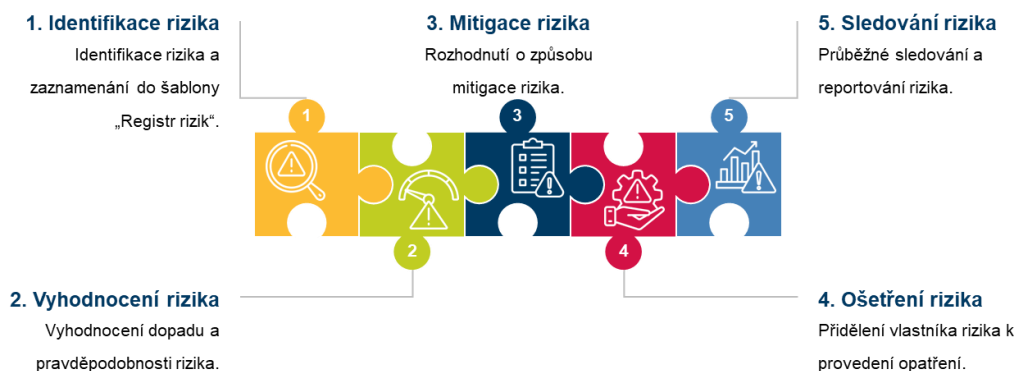 1. Identifikace rizika
Identifikace rizika a
zaznamenání do šablony
„Registr rizik“.
3. Mitigace rizika
Rozhodnutí o způsobu
mitigace rizika.
5. Sledování rizika
Průběžné sledování a
reportování rizika.
1
3
5
2
4
2. Vyhodnocení rizika
Vyhodnocení dopadu a
pravděpodobnosti rizika.
4. Ošetření rizika
Přidělení vlastníka rizika k
provedení opatření.